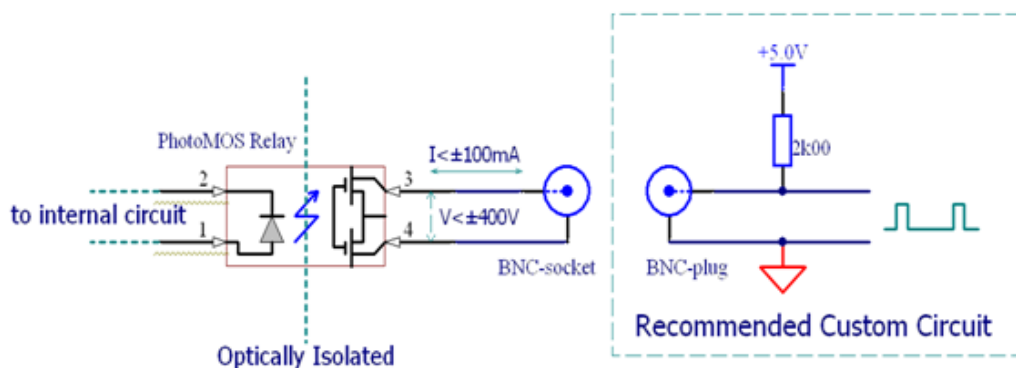 +5.0V
PhotoMOS Relay
I<±100mA
2k00
2
3
to internal circuit
V<±400V
1
4
BNC-socket
BNC-plug
Recommended Custom Circuit
Optically Isolated